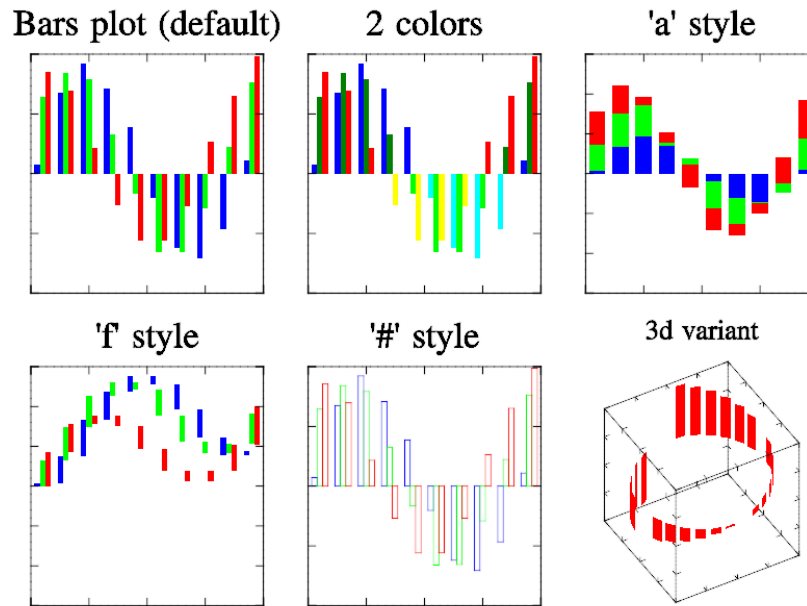 Bars plot (default)
2 colors
'a' style
'f' style
'#' style
3d variant